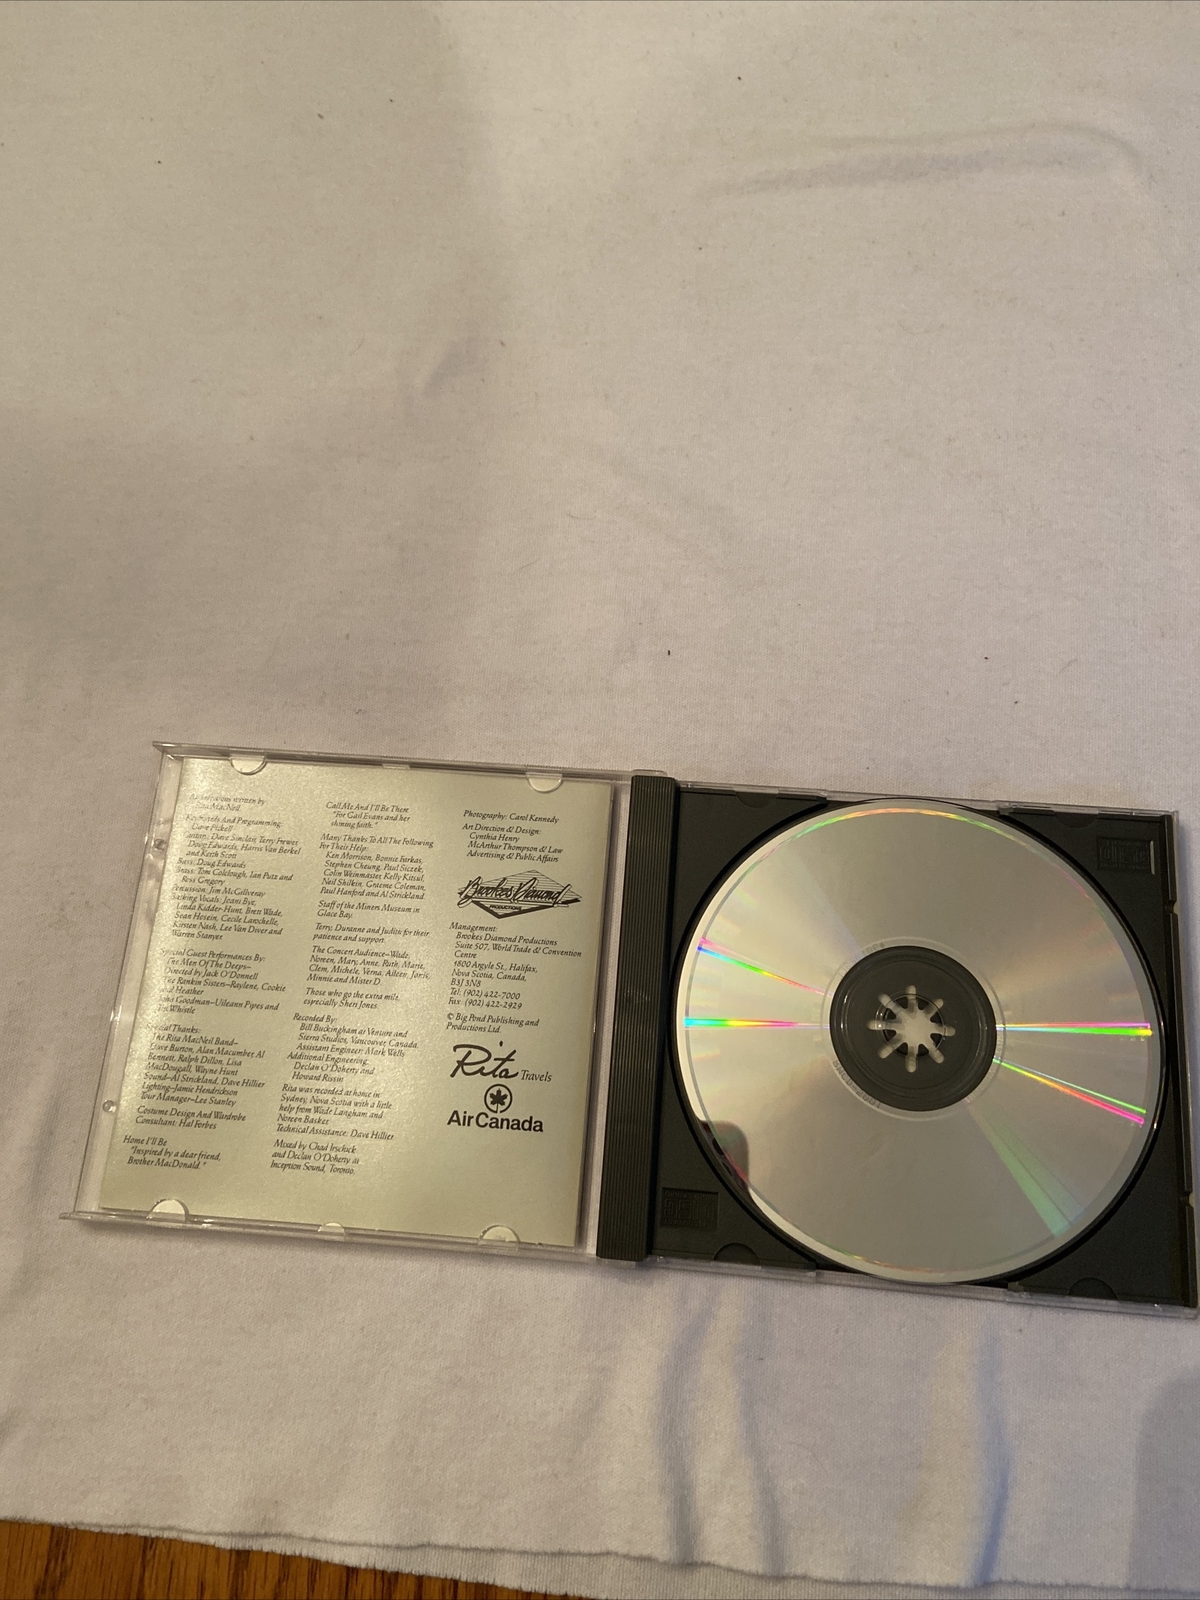 All selections written by
Rita MacNeil
Keyboards And Programming:
Dave Pickell
Guitars: Dave Sinclair, Terry Frewer
Doug Edwards, Harris Van Berkel
and Keith Scott
Bass: Doug Edwards
Brass: Tom Colclough, Ian Putz and
Ross Gregory
Percussion: Jim McGillveray
Backing Vocals: Jeani Bye,
Linda Kidder-Hunt, Brett Wade,
Sean Hosein, Cecile Larochelle,
Kirsten Nash, Lee Van Diver and
Warren Stanyer
Special Guest Performances By:
The Men Of The Deeps–
Directed by Jack O'Donnell
The Rankin Sisters–Raylene, Cookie
and Heather
Goodman–Uileann Pipes and
Tin Whistle
Special Thanks:
The Rita MacNeil Band–
Dave Burton, Alan Macumber, Al
Bennett, Ralph Dillon, Lisa
MacDougall, Wayne Hunt
Sound–Al Strickland, Dave Hillier
Lighting–Jamie Hendrickson
Tour Manager–Lee Stanley
Costume Design And Wardrobe
Consultant: Hal Forbes
Home I'll Be
"Inspired by a dear friend,
Brother MacDonald."
Call Me And I'll Be There
"For Gail Evans and her
shining faith."
Many Thanks To All The Following
For Their Help:
Ken Morrison, Bonnie Furkas,
Stephen Cheung, Paul Siczek,
Colin Weinmaster, Kelly Kitsul,
Neil Shilkin, Graeme Coleman,
Paul Hanford and Al Strickland.
Staff of the Miners Museum in
Glace Bay.
Terry, Duranne and Judith for their
patience and support.
The Concert Audience–Wade,
Noreen, Mary, Anne, Ruth, Marie,
Clem, Michele, Verna, Aileen, Joris,
Minnie and Mister D.
Those who go the extra mile,
especially Sheri Jones.
Recorded By:
Bill Buckingham at Venture and
Sierra Studios, Vancouver, Canada.
Assistant Engineer: Mark Wells
Additional Engineering:
Declan O'Doherty and
Howard Rissin
Rita was recorded at home in
Sydney, Nova Scotia with a little
help from Wade Langham and
Noreen Basker
Technical Assistance: Dave Hillier
Mixed by Chad Irschick
and Declan O'Doherty at
Inception Sound, Toronto.
Photography: Carol Kennedy
Art Direction & Design:
Cynthia Henry
McArthur Thompson & Law
Advertising & Public Affairs
Brookes Diamond
PRODUCTIONS
Management:
Brookes Diamond Productions
Suite 507, World Trade & Convention
Centre
1800 Argyle St., Halifax,
Nova Scotia, Canada,
B3J 3N8
Tel: (902) 422-7000
Fax: (902) 422-2929
© Big Pond Publishing and
Productions Ltd.
Rita Travels
Air Canada